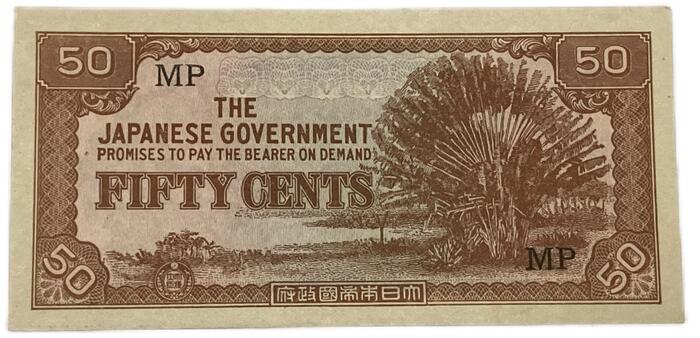 50 50
MP
THE
JAPANESE GOVERNMENT
PROMISES TO PAY THE BEARER ON DEMAND
FIFTY CENTS
MP
50 50
府政國帝本日大